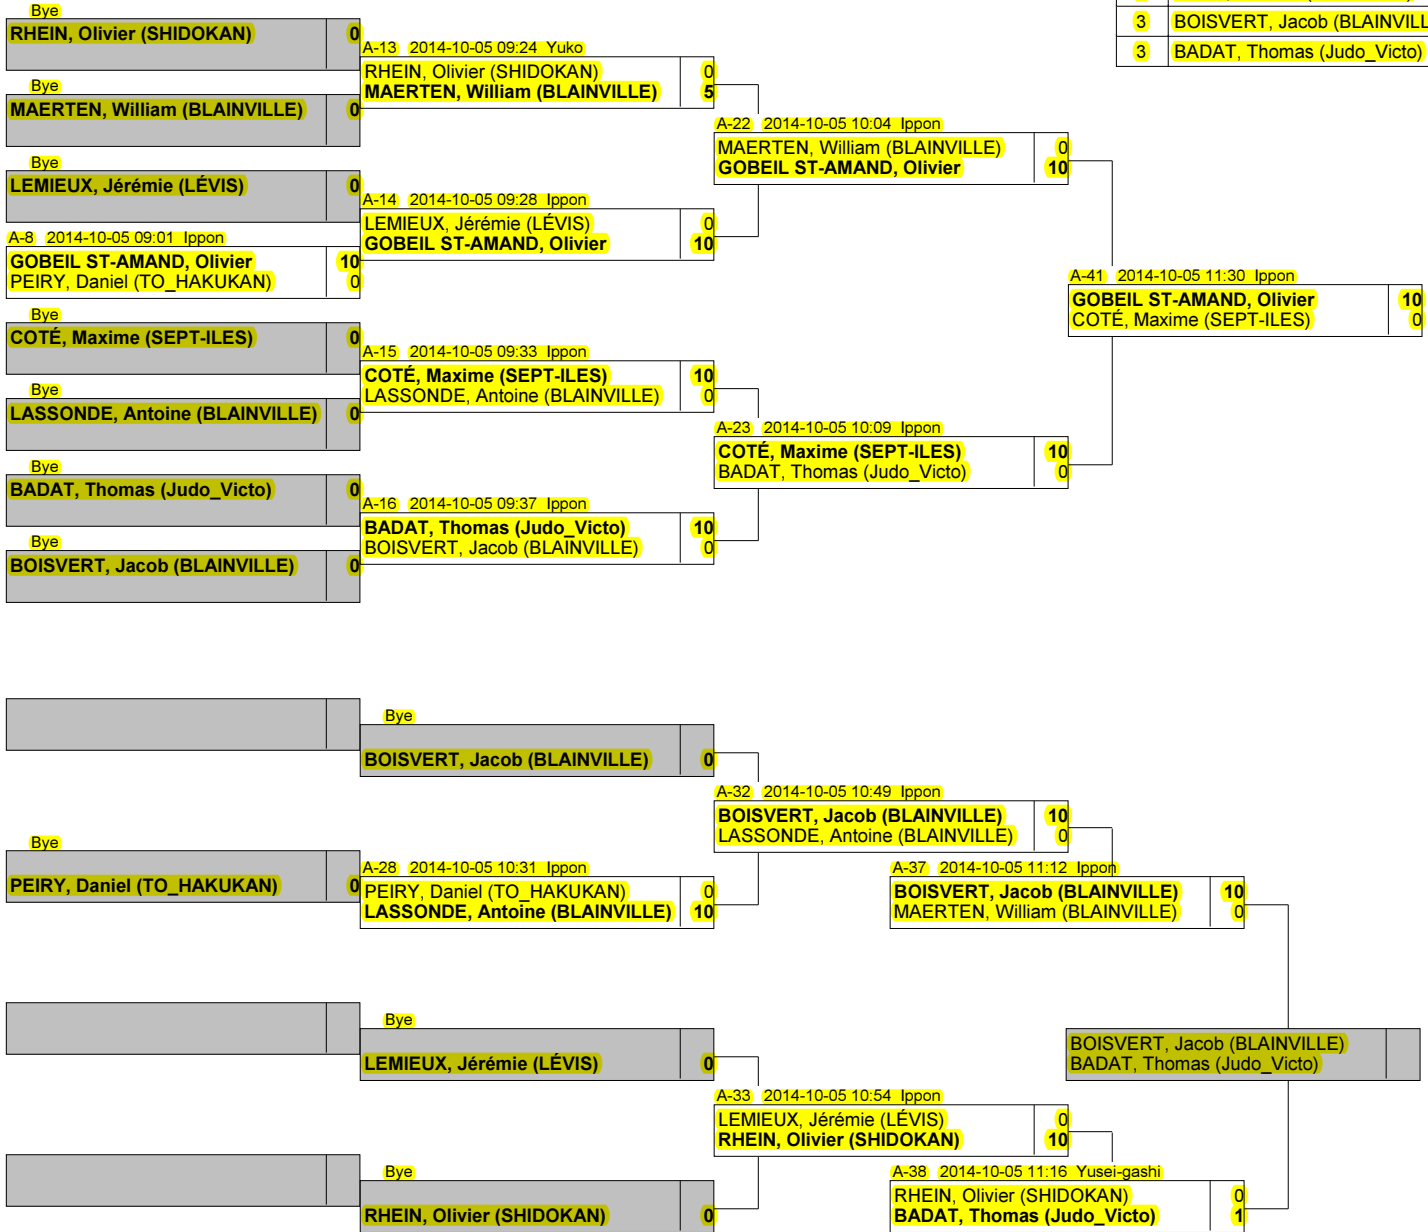 3 BOISVERT, Jacob (BLAINVILL
3 BADAT, Thomas (Judo_Victo)
Bye
RHEIN, Olivier (SHIDOKAN) 0
Bye
MAERTEN, William (BLAINVILLE) 0
Bye
LEMIEUX, Jérémie (LÉVIS) 0
A-8 2014-10-05 09:01 Ippon
GOBEIL ST-AMAND, Olivier 10
PEIRY, Daniel (TO_HAKUKAN) 0
Bye
COTÉ, Maxime (SEPT-ILES) 0
Bye
LASSONDE, Antoine (BLAINVILLE) 0
Bye
BADAT, Thomas (Judo_Victo) 0
Bye
BOISVERT, Jacob (BLAINVILLE) 0
A-13 2014-10-05 09:24 Yuko
RHEIN, Olivier (SHIDOKAN) 0
MAERTEN, William (BLAINVILLE) 5
A-14 2014-10-05 09:28 Ippon
LEMIEUX, Jérémie (LÉVIS) 0
GOBEIL ST-AMAND, Olivier 10
A-15 2014-10-05 09:33 Ippon
COTÉ, Maxime (SEPT-ILES) 10
LASSONDE, Antoine (BLAINVILLE) 0
A-16 2014-10-05 09:37 Ippon
BADAT, Thomas (Judo_Victo) 10
BOISVERT, Jacob (BLAINVILLE) 0
A-22 2014-10-05 10:04 Ippon
MAERTEN, William (BLAINVILLE) 0
GOBEIL ST-AMAND, Olivier 10
A-23 2014-10-05 10:09 Ippon
COTÉ, Maxime (SEPT-ILES) 10
BADAT, Thomas (Judo_Victo) 0
A-41 2014-10-05 11:30 Ippon
GOBEIL ST-AMAND, Olivier 10
COTÉ, Maxime (SEPT-ILES) 0
Bye
PEIRY, Daniel (TO_HAKUKAN) 0
Bye
BOISVERT, Jacob (BLAINVILLE) 0
A-28 2014-10-05 10:31 Ippon
PEIRY, Daniel (TO_HAKUKAN) 0
LASSONDE, Antoine (BLAINVILLE) 10
Bye
LEMIEUX, Jérémie (LÉVIS) 0
Bye
RHEIN, Olivier (SHIDOKAN) 0
A-32 2014-10-05 10:49 Ippon
BOISVERT, Jacob (BLAINVILLE) 10
LASSONDE, Antoine (BLAINVILLE) 0
A-33 2014-10-05 10:54 Ippon
LEMIEUX, Jérémie (LÉVIS) 0
RHEIN, Olivier (SHIDOKAN) 10
A-37 2014-10-05 11:12 Ippon
BOISVERT, Jacob (BLAINVILLE) 10
MAERTEN, William (BLAINVILLE) 0
A-38 2014-10-05 11:16 Yusei-gashi
RHEIN, Olivier (SHIDOKAN) 0
BADAT, Thomas (Judo_Victo) 1
BOISVERT, Jacob (BLAINVILLE)
BADAT, Thomas (Judo_Victo)